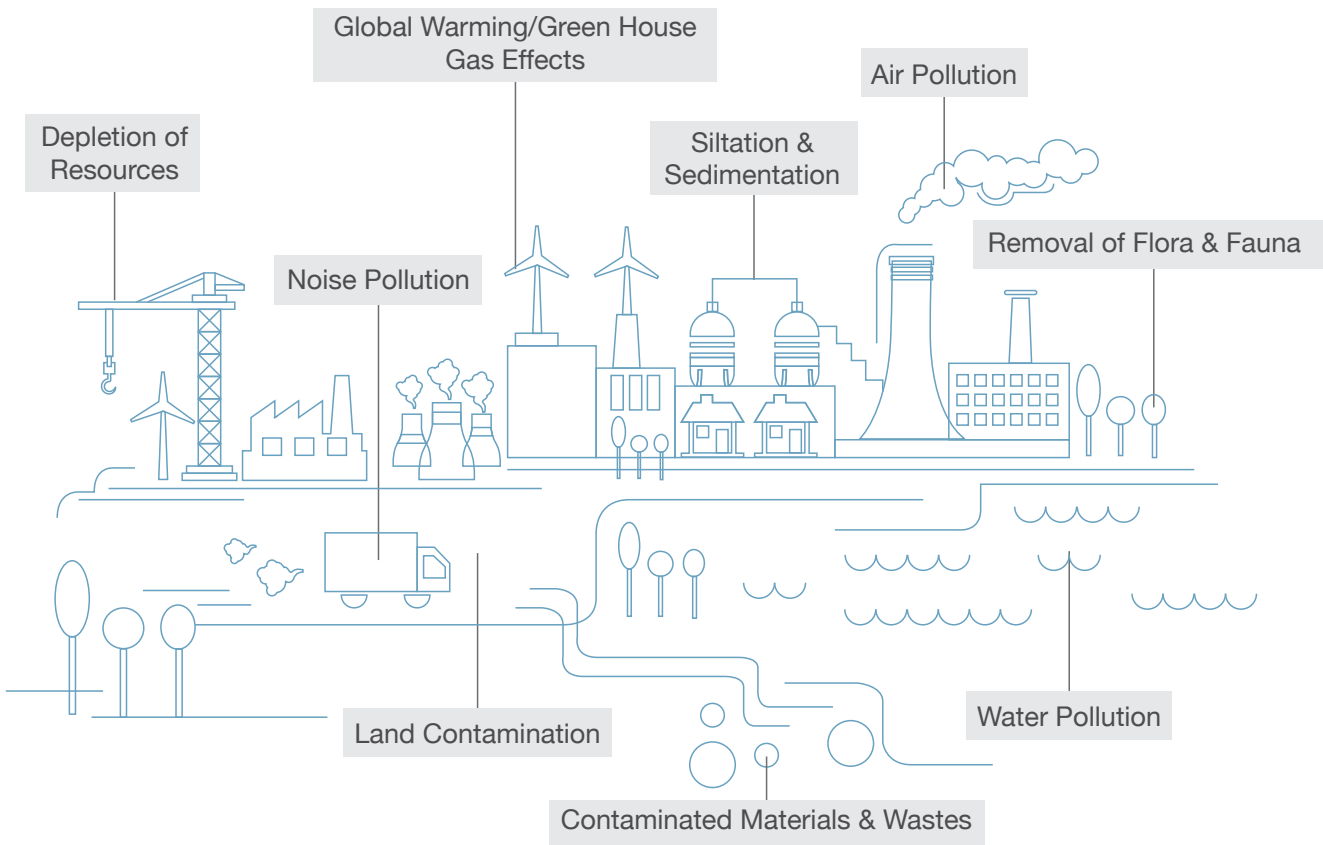 Global Warming/Green House
Gas Effects
Air Pollution
Depletion of
Resources
Siltation &
Sedimentation
Removal of Flora & Fauna
Noise Pollution
Land Contamination
Water Pollution
Contaminated Materials & Wastes